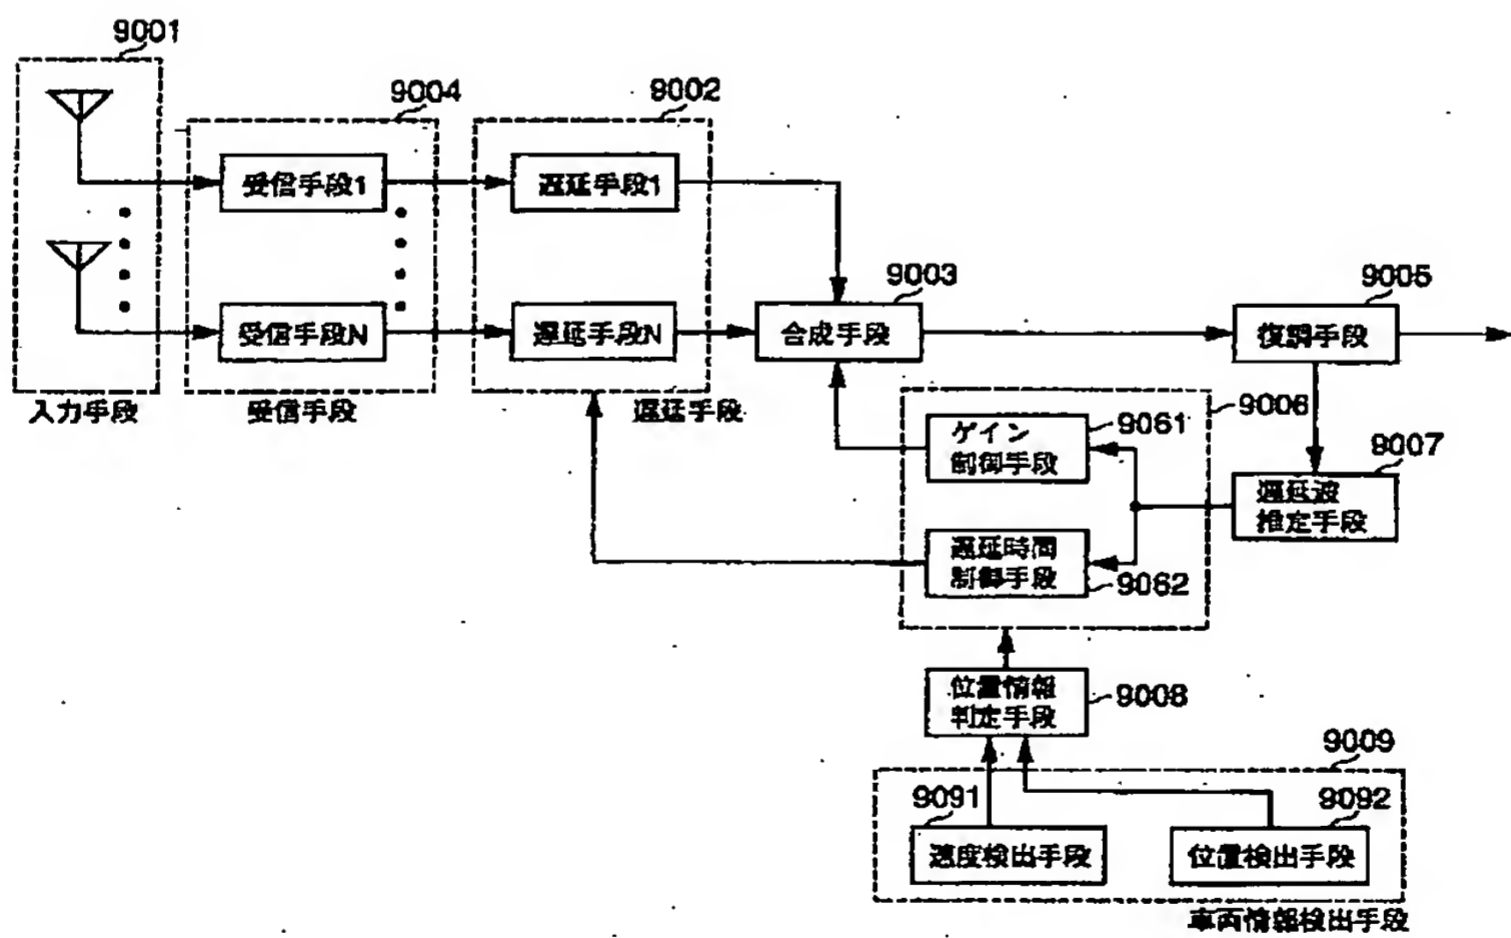 9001
9004
9002
受信手段1
遅延手段1
9003
9005
受信手段N
遅延手段N
合成手段
復調手段
入力手段
受信手段
遅延手段
9006
ゲイン
制御手段
9061
9007
遅延波
推定手段
遅延時間
制御手段
9062
位置情報
判定手段
9008
9009
9091
9092
速度検出手段
位置検出手段
車両情報検出手段